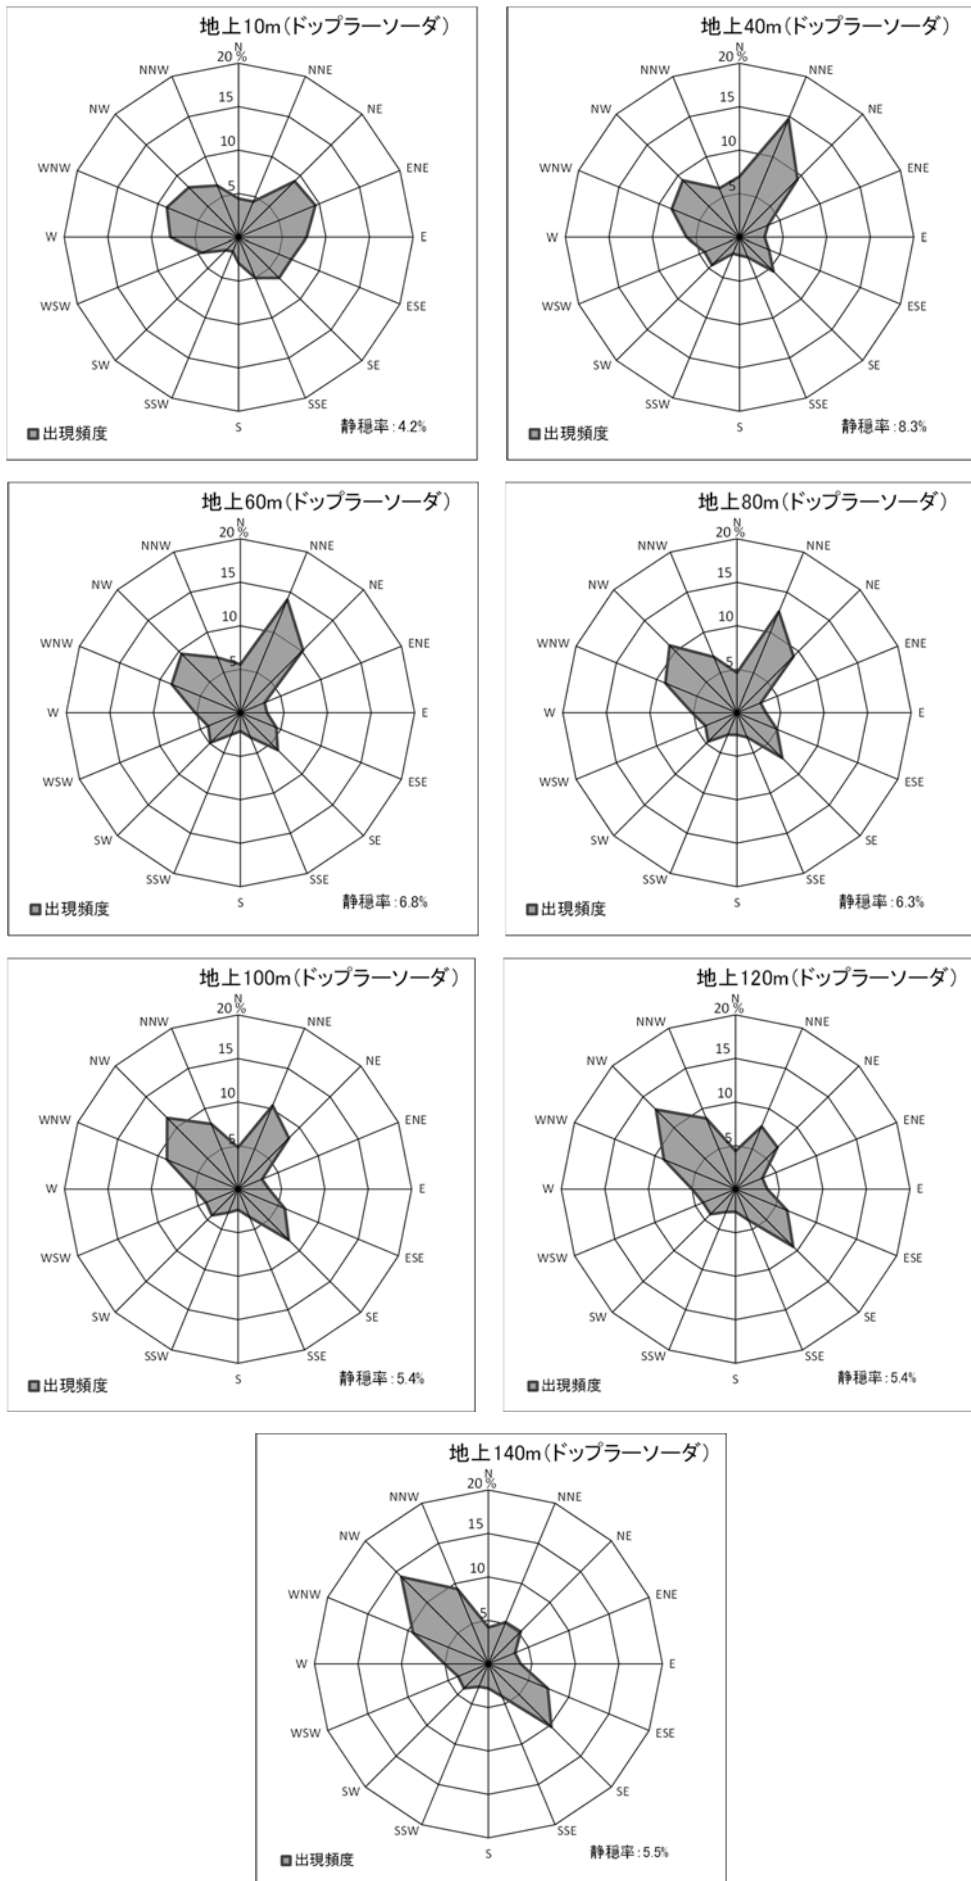 地上10m(ドップラーソーダ)
N
20%
NNW
NNE
15
NW
NE
10
WNW
ENE
5
W
E
WSW
ESE
SW
SE
SSW
SSE
S
出現頻度
静穏率:4.2%
地上40m(ドップラーソーダ)
N
20%
NNW
NNE
15
NW
NE
10
WNW
ENE
5
W
E
WSW
ESE
SW
SE
SSW
SSE
S
出現頻度
静穏率:8.3%
地上60m(ドップラーソーダ)
N
20%
NNW
NNE
15
NW
NE
10
WNW
ENE
5
W
E
WSW
ESE
SW
SE
SSW
SSE
S
出現頻度
静穏率:6.8%
地上80m(ドップラーソーダ)
N
20%
NNW
NNE
15
NW
NE
10
WNW
ENE
5
W
E
WSW
ESE
SW
SE
SSW
SSE
S
出現頻度
静穏率:6.3%
地上100m(ドップラーソーダ)
N
20%
NNW
NNE
15
NW
NE
10
WNW
ENE
5
W
E
WSW
ESE
SW
SE
SSW
SSE
S
出現頻度
静穏率:5.4%
地上120m(ドップラーソーダ)
N
20%
NNW
NNE
15
NW
NE
10
WNW
ENE
5
W
E
WSW
ESE
SW
SE
SSW
SSE
S
出現頻度
静穏率:5.4%
地上140m(ドップラーソーダ)
N
20%
NNW
NNE
15
NW
NE
10
WNW
ENE
5
W
E
WSW
ESE
SW
SE
SSW
SSE
S
出現頻度
静穏率:5.5%